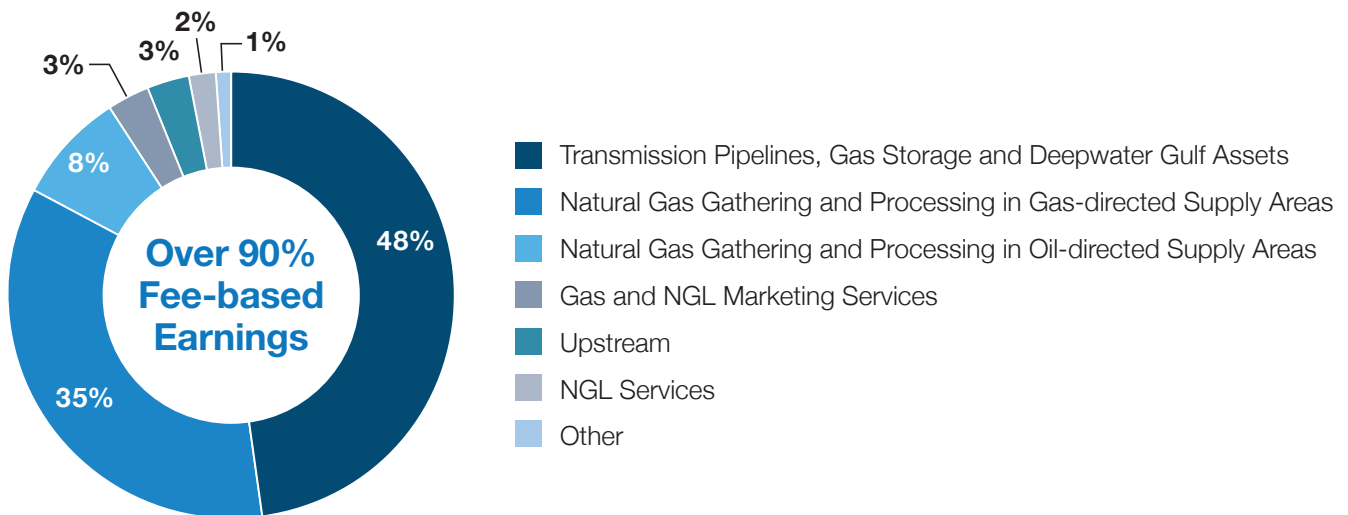 2%
1%
3%
3%
8%
48%
35%
Over 90%
Fee-based
Earnings
Transmission Pipelines, Gas Storage and Deepwater Gulf Assets
Natural Gas Gathering and Processing in Gas-directed Supply Areas
Natural Gas Gathering and Processing in Oil-directed Supply Areas
Gas and NGL Marketing Services
Upstream
NGL Services
Other